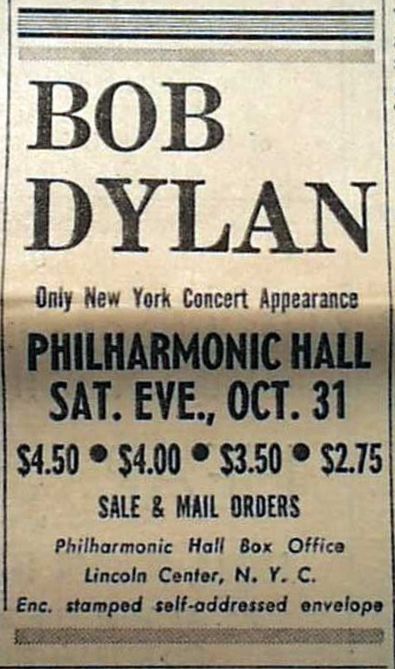 BOB
DYLAN
Only New York Concert Appearance
PHILHARMONIC HALL
SAT. EVE., OCT. 31
$4.50 • $4.00 • $3.50 • $2.75
SALE & MAIL ORDERS
Philharmonic Hall Box Office
Lincoln Center, N. Y. C.
Enc. stamped self-addressed envelope